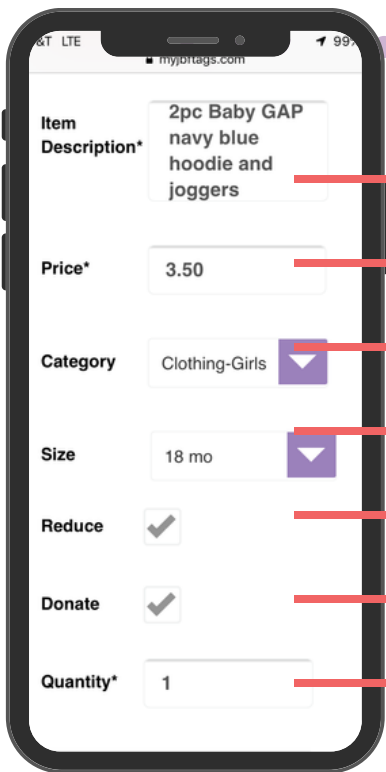 LTE 99%
myjbftags.com
Item
Description*
2pc Baby GAP
navy blue
hoodie and
joggers
Price*
3.50
Category
Clothing-Girls
Size
18 mo
Reduce
Donate
Quantity*
1